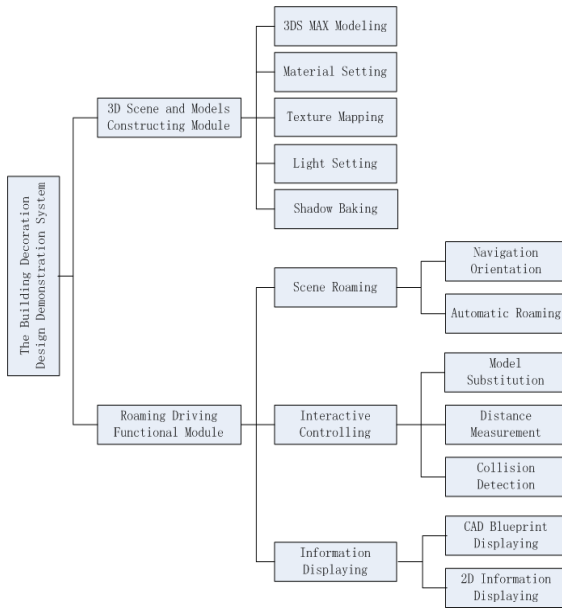 The Building Decoration
Design Demonstration System
3D Scene and Models
Constructing Module
3DS MAX Modeling
Material Setting
Texture Mapping
Light Setting
Shadow Baking
Roaming Driving
Functional Module
Scene Roaming
Navigation
Orientation
Automatic Roaming
Interactive
Controlling
Model
Substitution
Distance
Measurement
Collision
Detection
Information
Displaying
CAD Blueprint
Displaying
2D Information
Displaying